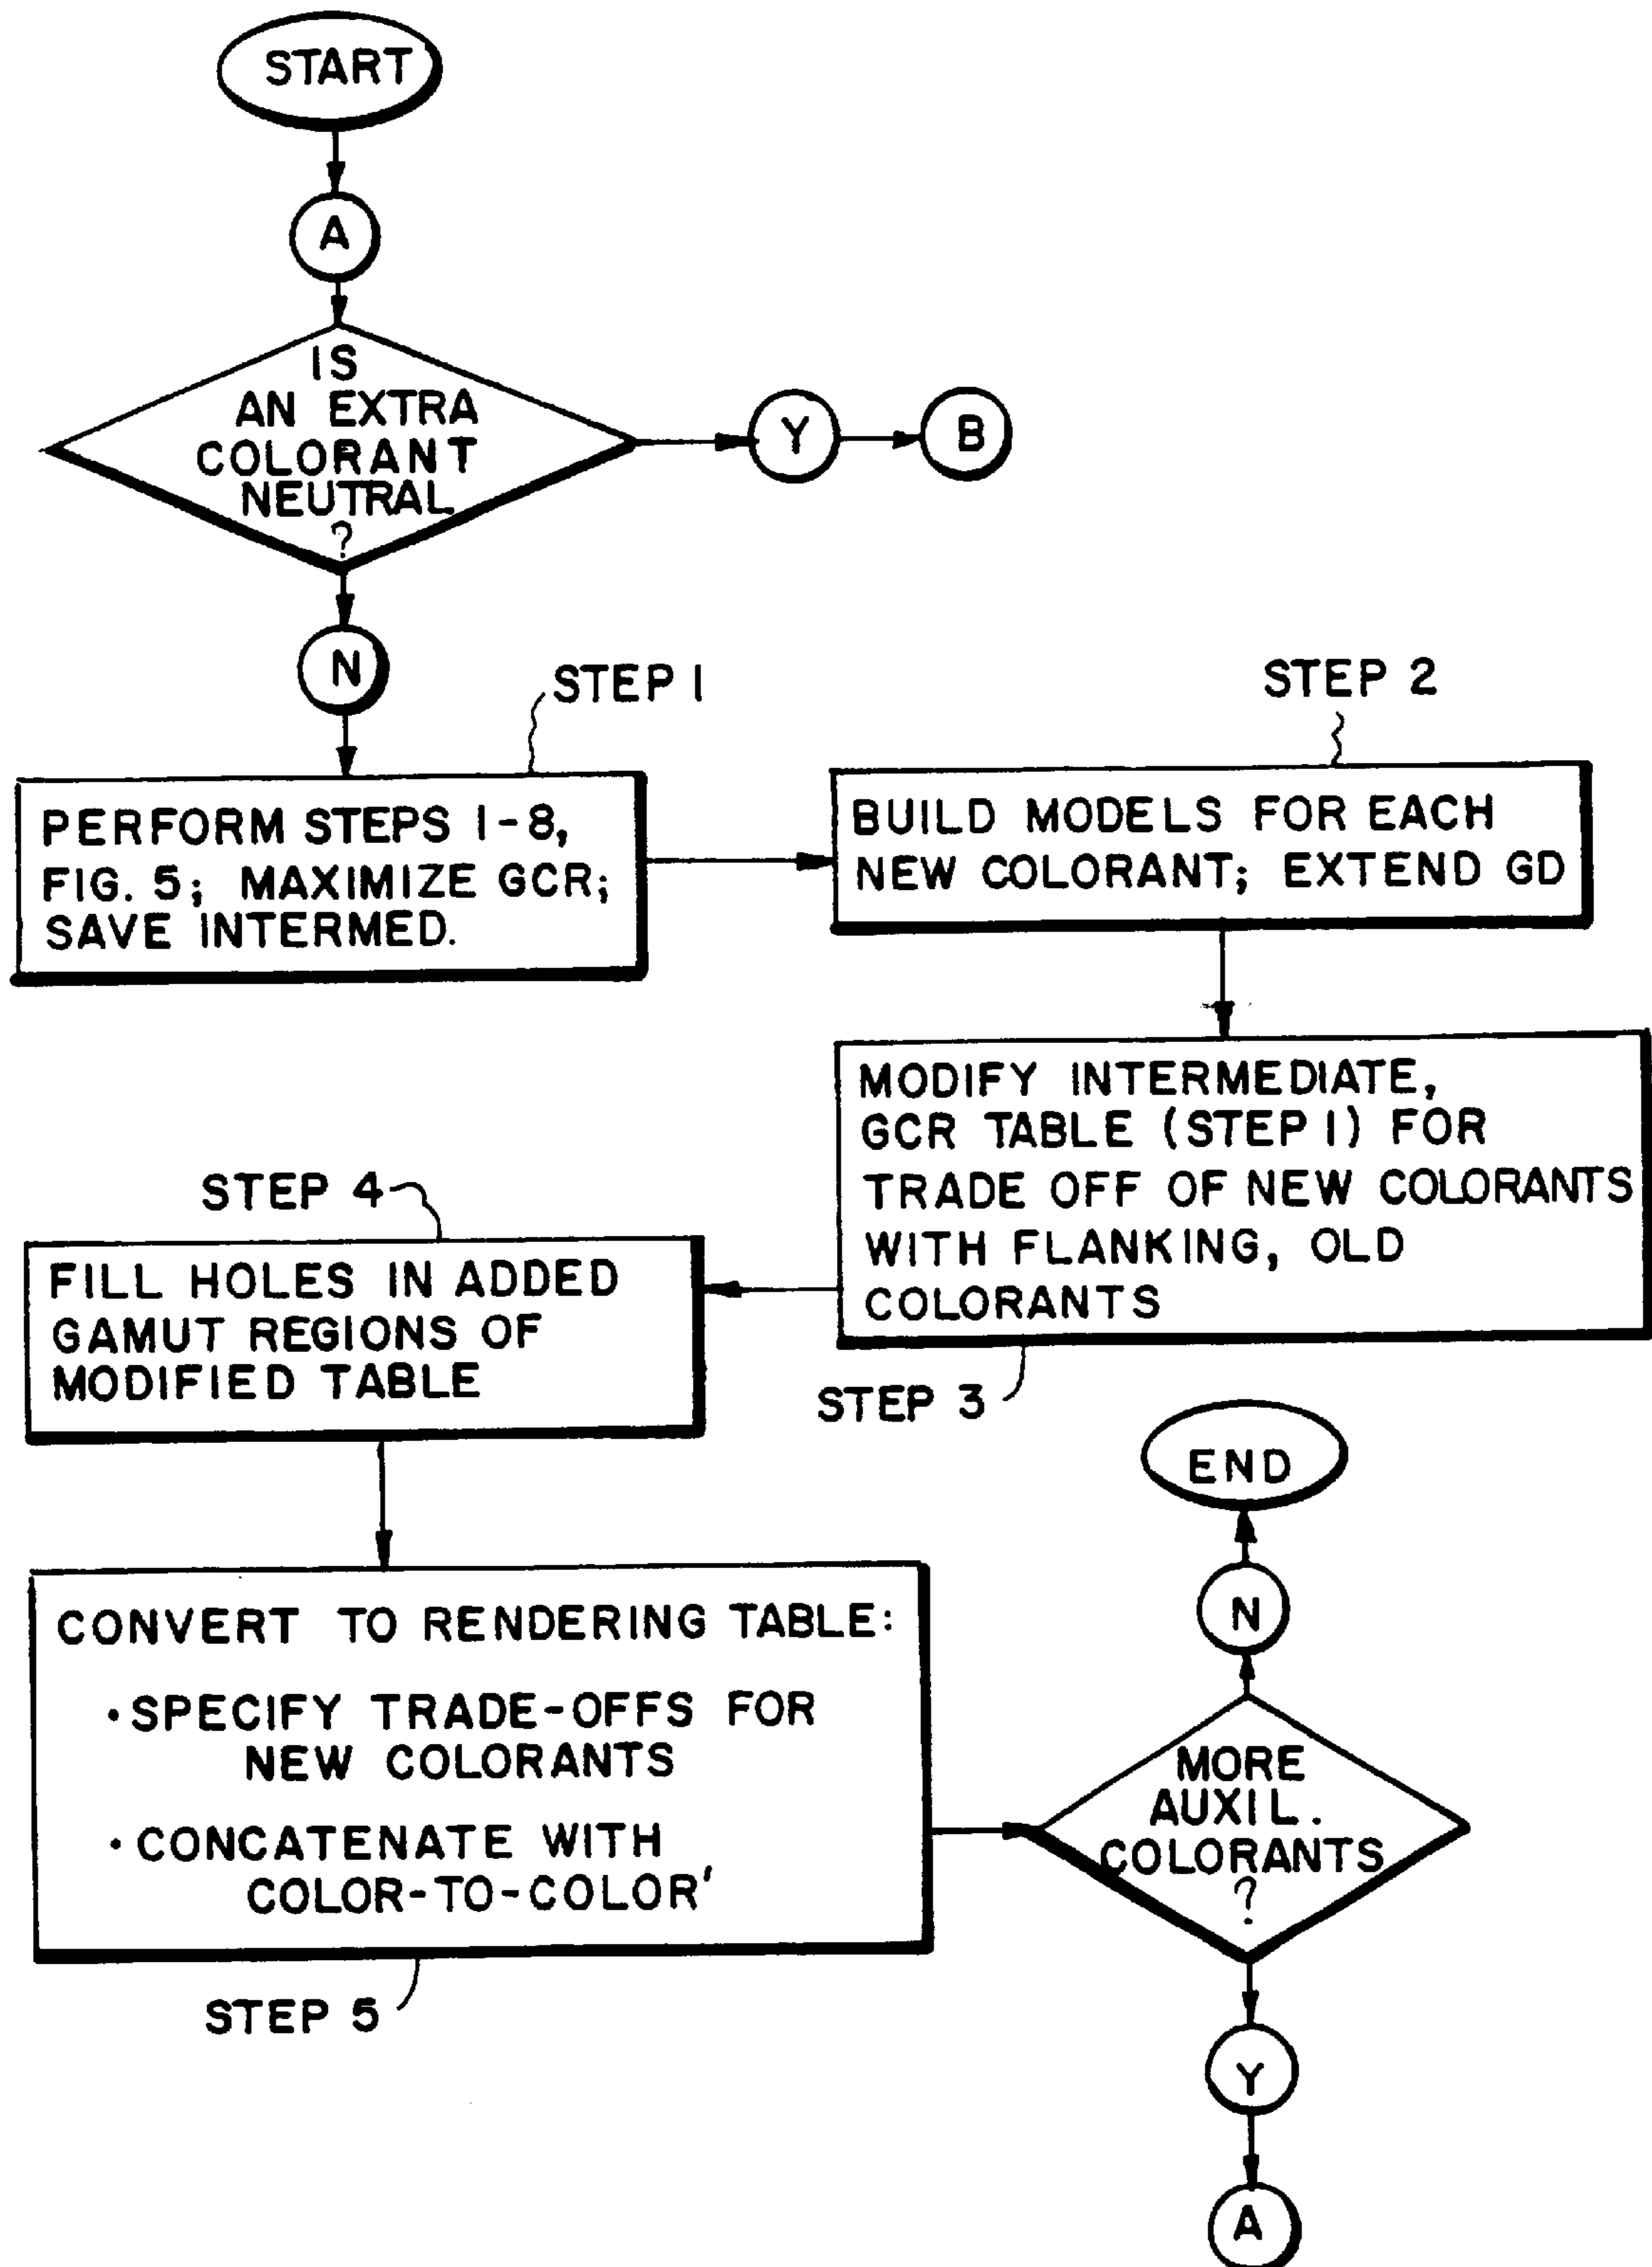 START
A
IS
AN EXTRA
COLORANT
NEUTRAL
?
Y
B
N
STEP 1
PERFORM STEPS 1-8,
FIG. 5; MAXIMIZE GCR;
SAVE INTERMED.
STEP 2
BUILD MODELS FOR EACH
NEW COLORANT; EXTEND GD
MODIFY INTERMEDIATE,
GCR TABLE (STEP 1) FOR
TRADE OFF OF NEW COLORANTS
WITH FLANKING, OLD
COLORANTS
STEP 3
STEP 4
FILL HOLES IN ADDED
GAMUT REGIONS OF
MODIFIED TABLE
CONVERT TO RENDERING TABLE:
• SPECIFY TRADE-OFFS FOR
NEW COLORANTS
• CONCATENATE WITH
COLOR-TO-COLOR'
STEP 5
END
N
MORE
AUXIL.
COLORANTS
?
Y
A